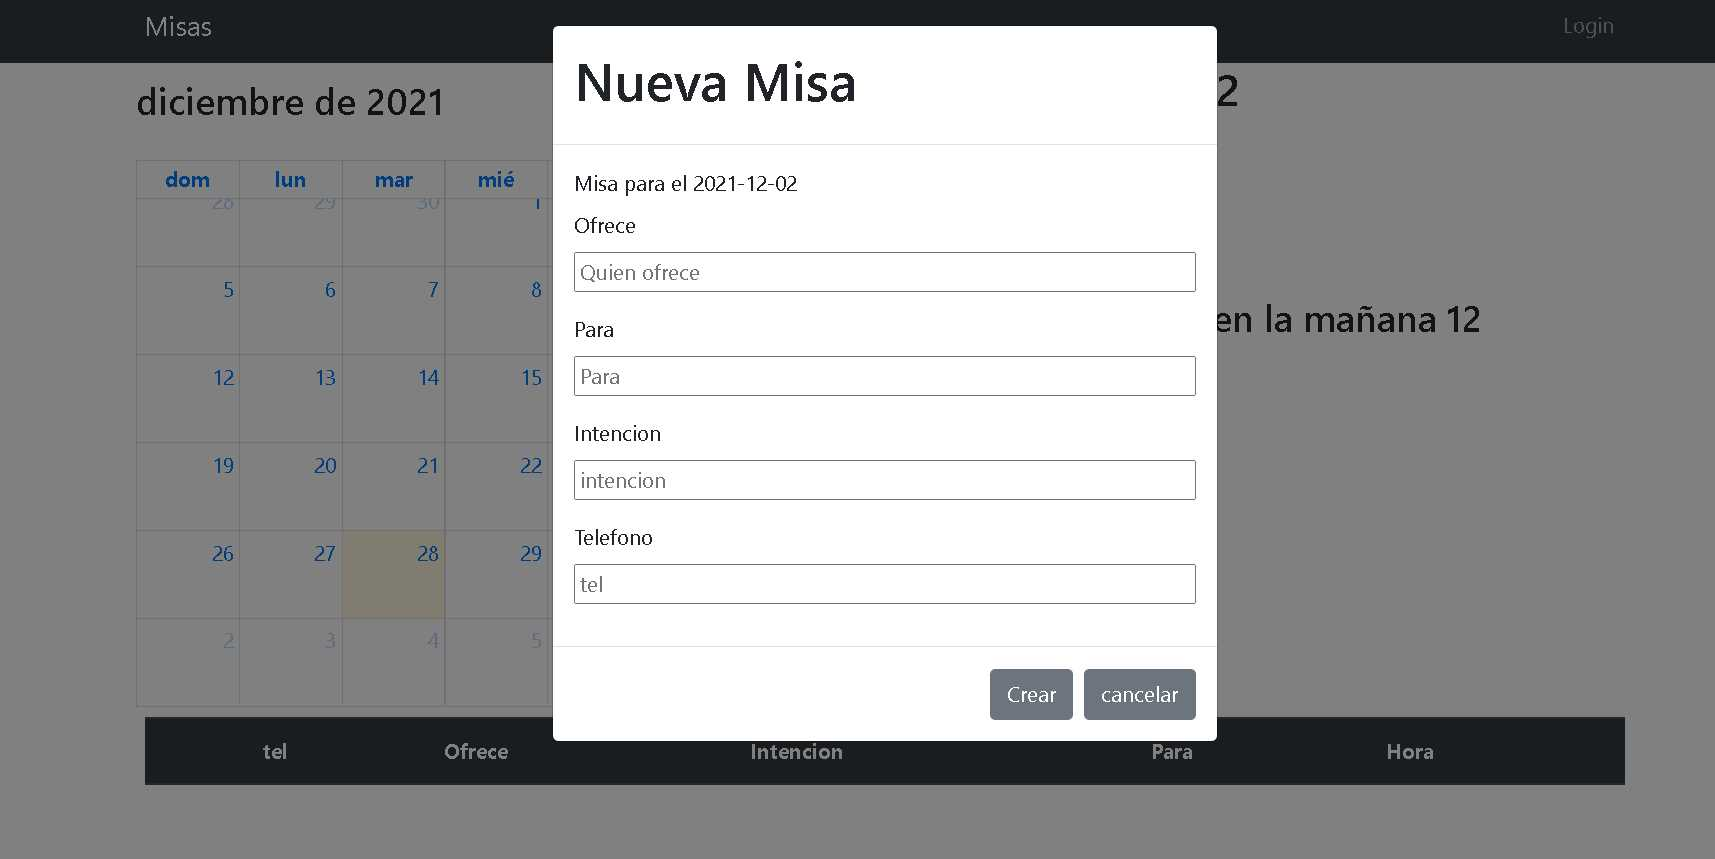 Misas
Login
diciembre de 2021
2
dom lun mar mié
28 29 30 1
5 6 7 8
12 13 14 15
19 20 21 22
26 27 28 29
2 3 4 5
en la mañana 12
Nueva Misa
Misa para el 2021-12-02
Ofrece
Quien ofrece
Para
Para
Intencion
intencion
Telefono
tel
Crear cancelar
tel Ofrece Intencion Para Hora